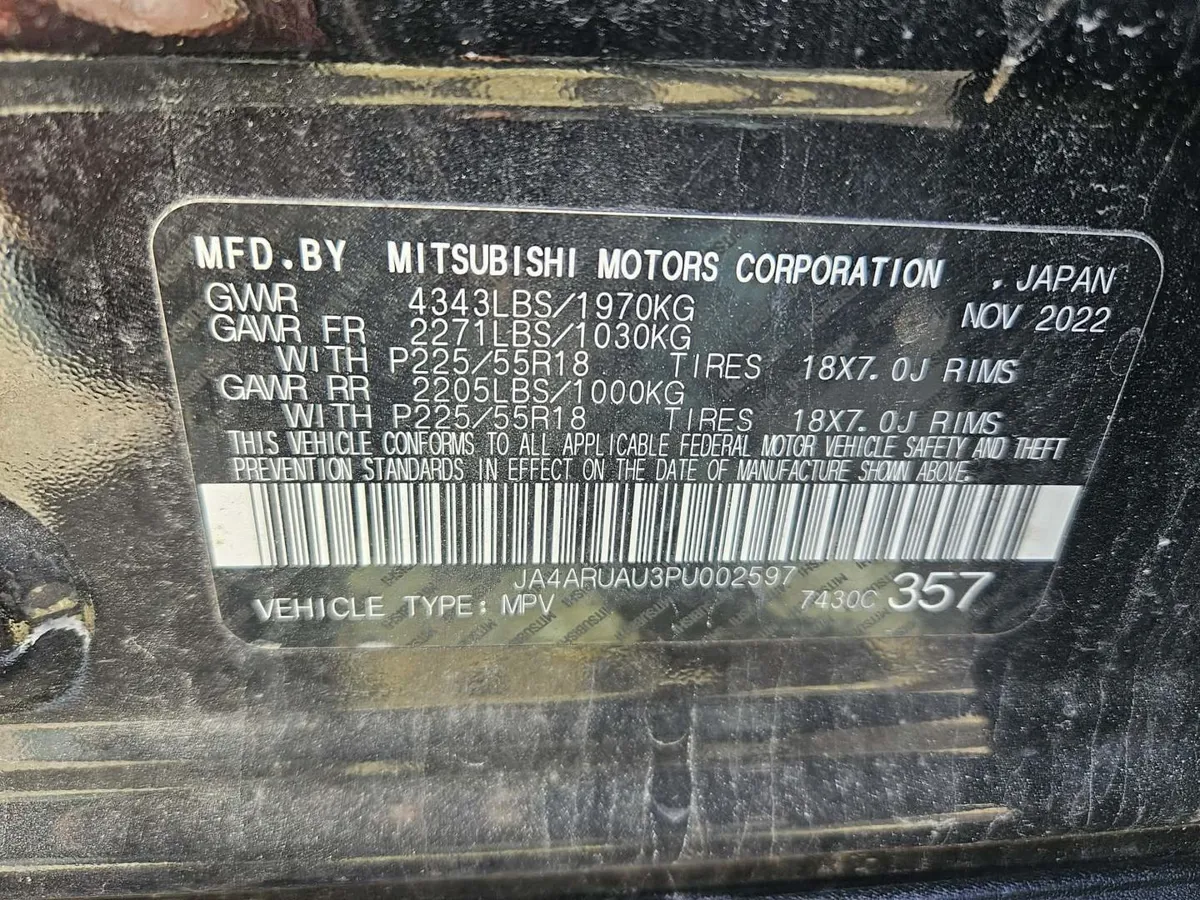 MFD.BY MITSUBISHI MOTORS CORPORATION , JAPAN
GVWR 4343LBS/1970KG NOV 2022
GAWR FR 2271LBS/1030KG
WITH P225/55R18 TIRES 18X7.0J RIMS
GAWR RR 2205LBS/1000KG
WITH P225/55R18 TIRES 18X7.0J RIMS
THIS VEHICLE CONFORMS TO ALL APPLICABLE FEDERAL MOTOR VEHICLE SAFETY AND THEFT
PREVENTION STANDARDS IN EFFECT ON THE DATE OF MANUFACTURE SHOWN ABOVE.
JA4ARUAU3PU002597
VEHICLE TYPE: MPV 7430C 357